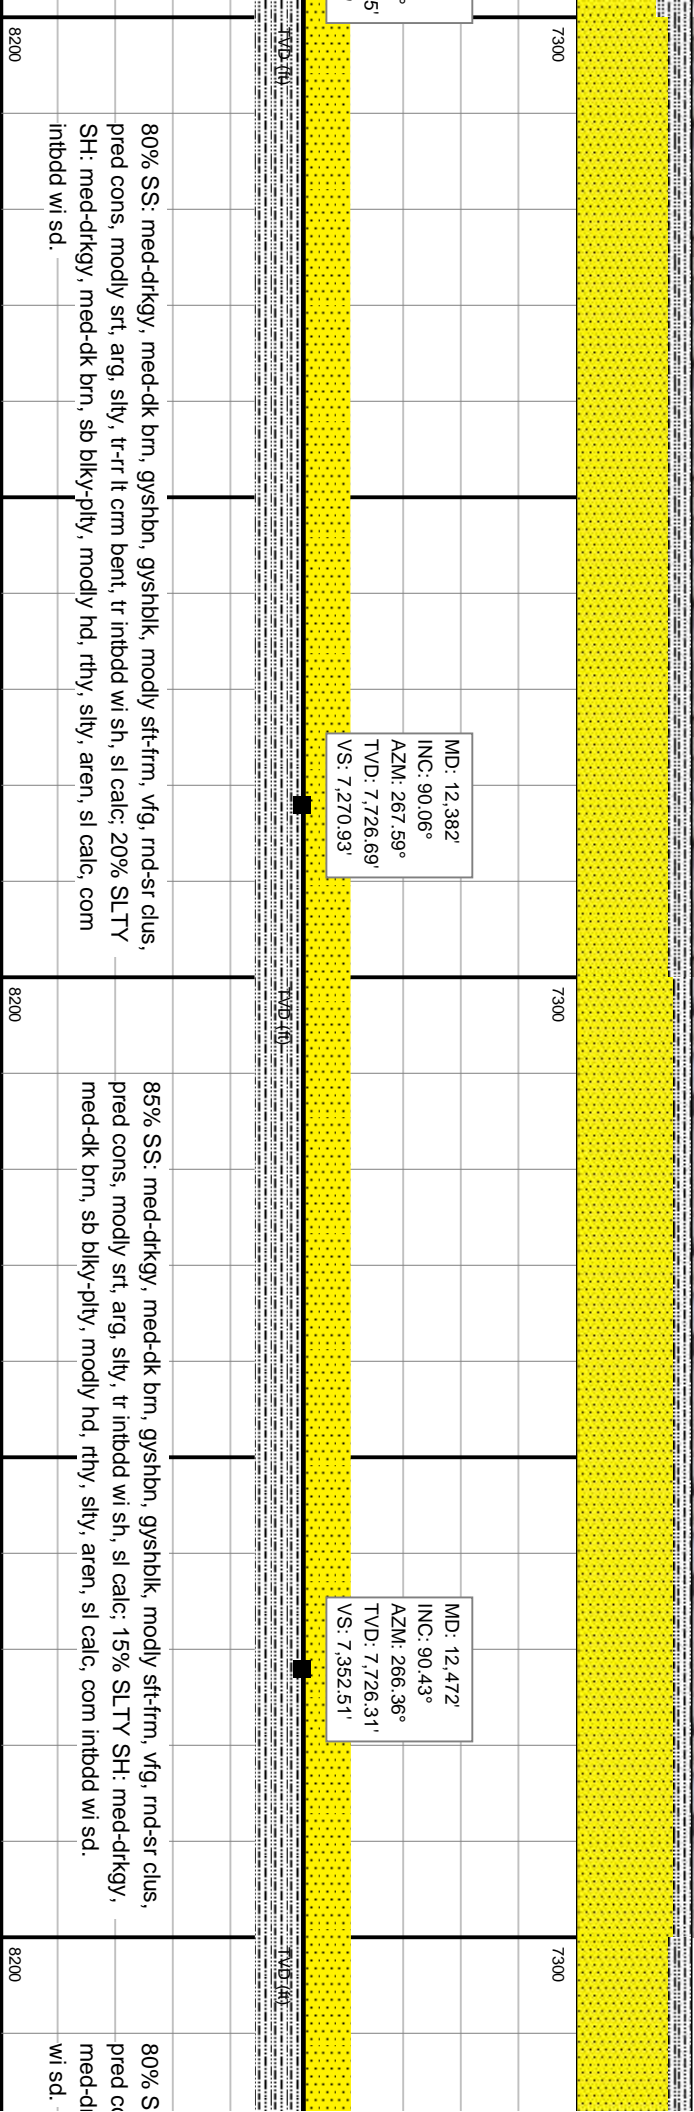 5'
°
7300
TVD (ft)
8200
80% SS: med-drkgy, med-dk brn, gyshbn, gyshblk, modly sft-frm, vfg, rnd-sr clus,
pred cons, modly srt, arg, slty, tr-rr lt crm bent, tr intbdd wi sh, sl calc; 20% SLTY
SH: med-drkgy, med-dk brn, sb blky-plty, modly hd, rthy, slty, aren, sl calc, com
intbdd wi sd.
MD: 12,382'
INC: 90.06°
AZM: 267.59°
TVD: 7,726.69'
VS: 7,270.93'
7300
TVD (ft)
8200
85% SS: med-drkgy, med-dk brn, gyshbn, gyshblk, modly sft-frm, vfg, rnd-sr clus,
pred cons, modly srt, arg, slty, tr intbdd wi sh, sl calc; 15% SLTY SH: med-drkgy,
med-dk brn, sb blky-plty, modly hd, rthy, slty, aren, sl calc, com intbdd wi sd.
MD: 12,472'
INC: 90.43°
AZM: 266.36°
TVD: 7,726.31'
VS: 7,352.51'
7300
TVD (ft)
8200
80% S
pred co
med-dr
wi sd.